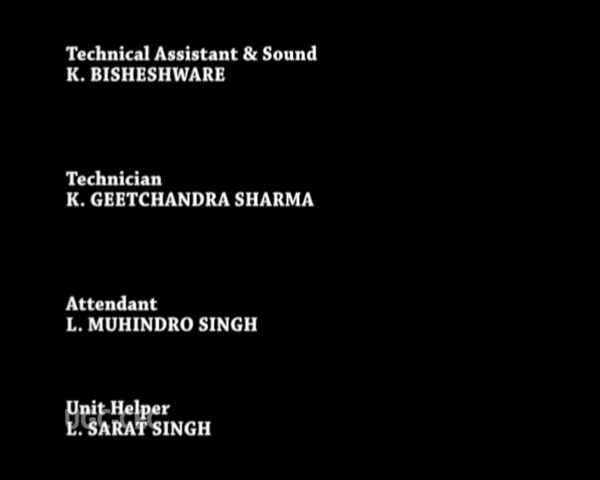 Technical Assistant & Sound
K. BISHESHWARE
Technician
K. GEETCHANDRA SHARMA
Attendant
L. MUHINDRO SINGH
Unit Helper
L. SARAT SINGH